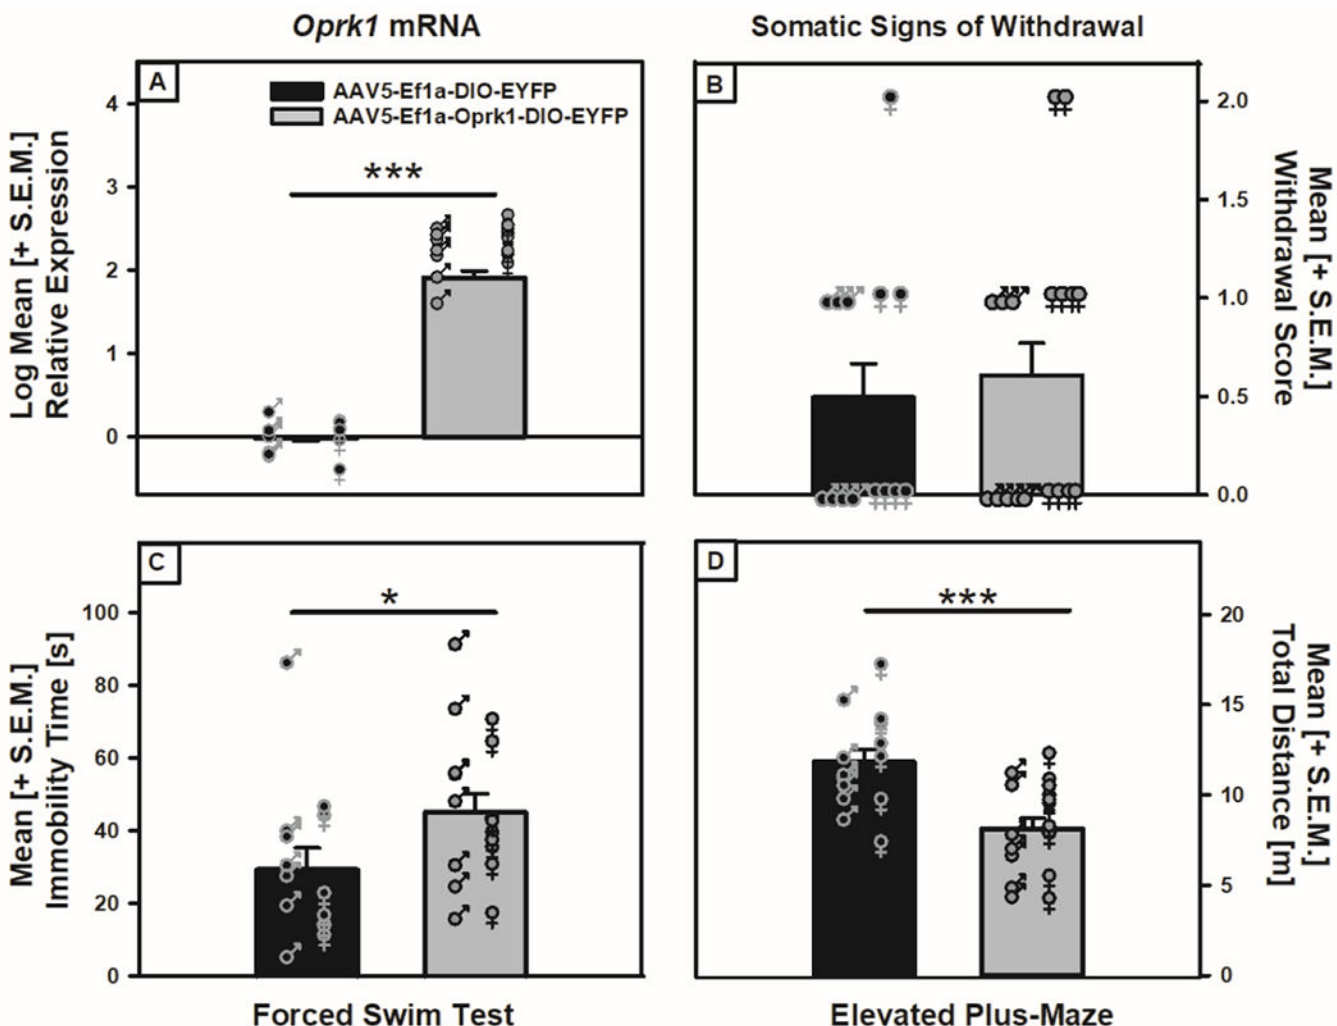 Oprk1 mRNA
Somatic Signs of Withdrawal
A
AAV5-Ef1a-DIO-EYFP
AAV5-Ef1a-Oprk1-DIO-EYFP
***
4
3
2
1
0
Log Mean [+ S.E.M.]
Relative Expression
B
2.0
1.5
1.0
0.5
0.0
Mean [+ S.E.M.]
Withdrawal Score
C
*
100
80
60
40
20
0
Mean [+ S.E.M.]
Immobility Time [s]
Forced Swim Test
D
***
20
15
10
5
0
Mean [+ S.E.M.]
Total Distance [m]
Elevated Plus-Maze